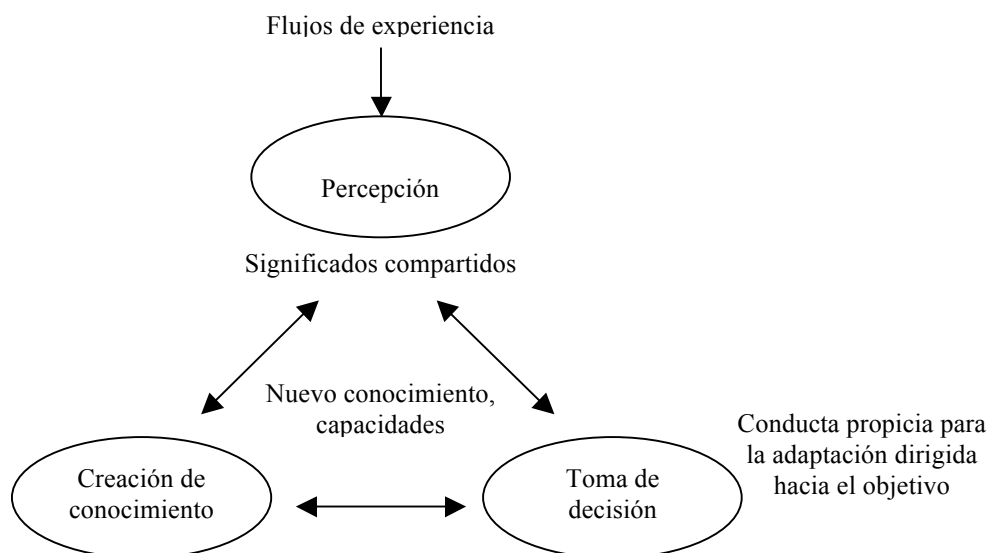 Flujos de experiencia
Percepción
Significados compartidos
Nuevo conocimiento,
capacidades
Conducta propicia para
la adaptación dirigida
hacia el objetivo
Creación de
conocimiento
Toma de
decisión